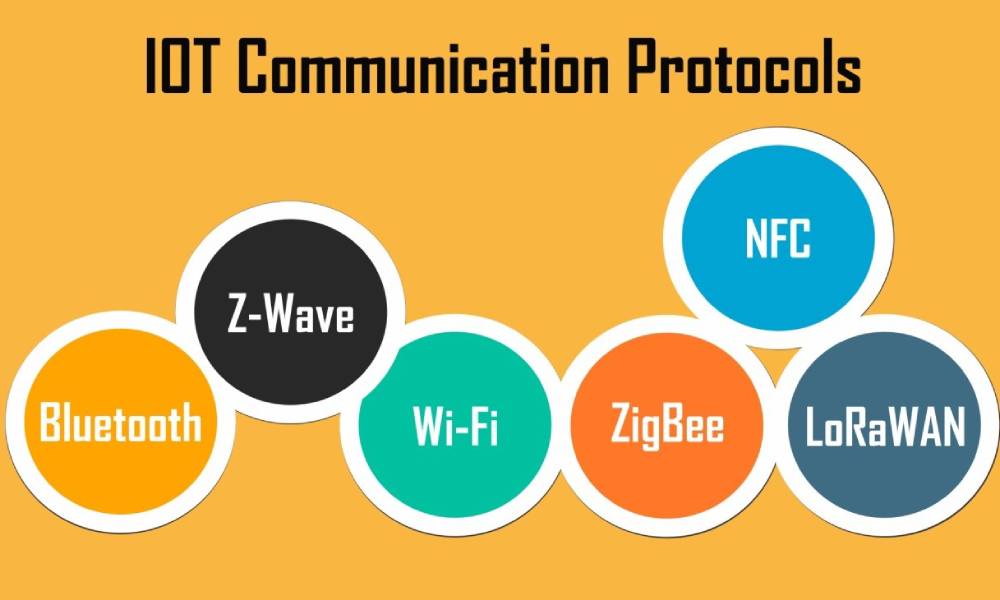 IOT Communication Protocols
NFC
Z-Wave
Bluetooth
Wi-Fi
ZigBee
LoRaWAN